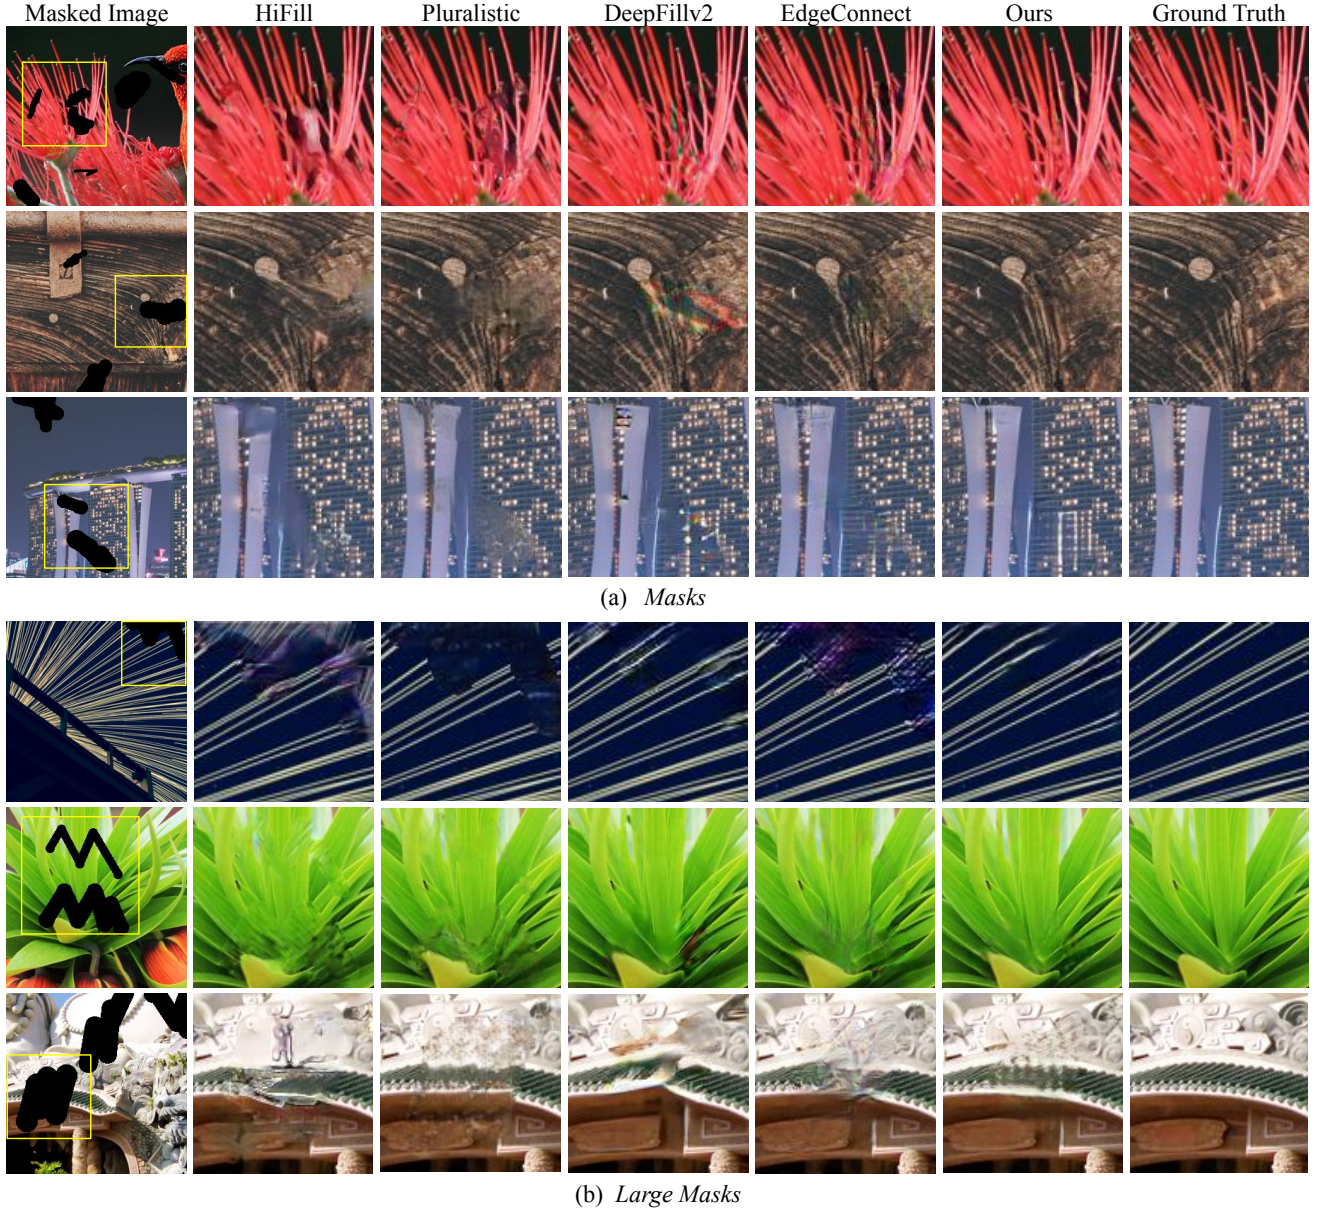 Masked Image HiFill Pluralistic DeepFillv2 EdgeConnect Ours Ground Truth
(a) Masks
(b) Large Masks